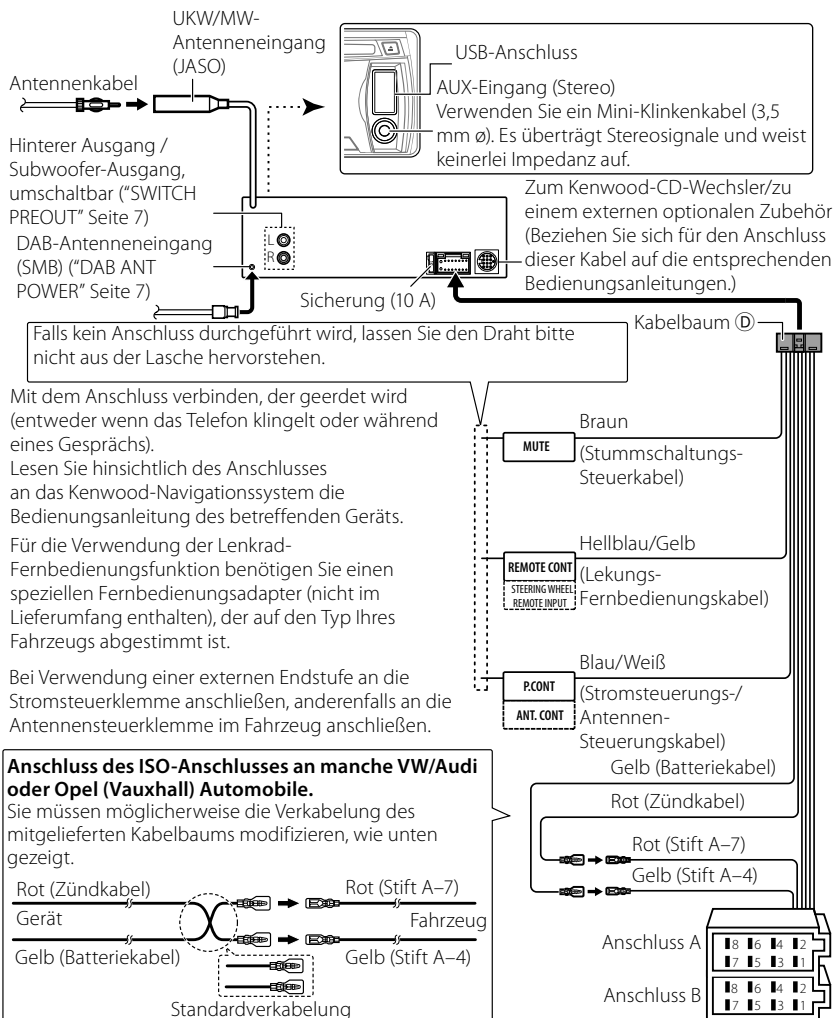 UKW/MW-
Antenneneingang
(JASO)
Antennenkabel
USB-Anschluss
AUX-Eingang (Stereo)
Verwenden Sie ein Mini-Klinkenkabel (3,5
mm ø). Es überträgt Stereosignale und weist
keinerlei Impedanz auf.
Hinterer Ausgang /
Subwoofer-Ausgang,
umschaltbar ("SWITCH
PREOUT" Seite 7)
DAB-Antenneneingang
(SMB) ("DAB ANT
POWER" Seite 7)
L
R
Sicherung (10 A)
Zum Kenwood-CD-Wechsler/zu
einem externen optionalen Zubehör
(Beziehen Sie sich für den Anschluss
dieser Kabel auf die entsprechenden
Bedienungsanleitungen.)
Kabelbaum Ⓓ
Falls kein Anschluss durchgeführt wird, lassen Sie den Draht bitte
nicht aus der Lasche hervorstehen.
Mit dem Anschluss verbinden, der geerdet wird
(entweder wenn das Telefon klingelt oder während
eines Gesprächs).
Lesen Sie hinsichtlich des Anschlusses
an das Kenwood-Navigationssystem die
Bedienungsanleitung des betreffenden Geräts.
MUTE
Braun
(Stummschaltungs-
Steuerkabel)
Für die Verwendung der Lenkrad-
Fernbedienungsfunktion benötigen Sie einen
speziellen Fernbedienungsadapter (nicht im
Lieferumfang enthalten), der auf den Typ Ihres
Fahrzeugs abgestimmt ist.
REMOTE CONT
STEERING WHEEL
REMOTE INPUT
Hellblau/Gelb
(Lekungs-
Fernbedienungskabel)
Bei Verwendung einer externen Endstufe an die
Stromsteuerklemme anschließen, anderenfalls an die
Antennensteuerklemme im Fahrzeug anschließen.
P.CONT
ANT. CONT
Blau/Weiß
(Stromsteuerungs-/
Antennen-
Steuerungskabel)
Gelb (Batteriekabel)
Rot (Zündkabel)
Rot (Stift A–7)
Gelb (Stift A–4)
Anschluss des ISO-Anschlusses an manche VW/Audi
oder Opel (Vauxhall) Automobile.
Sie müssen möglicherweise die Verkabelung des
mitgelieferten Kabelbaums modifizieren, wie unten
gezeigt.
Rot (Zündkabel)
Rot (Stift A–7)
Gerät
Fahrzeug
Gelb (Batteriekabel)
Gelb (Stift A–4)
Standardverkabelung
Anschluss A
8 6 4 2
7 5 3 1
Anschluss B
8 6 4 2
7 5 3 1